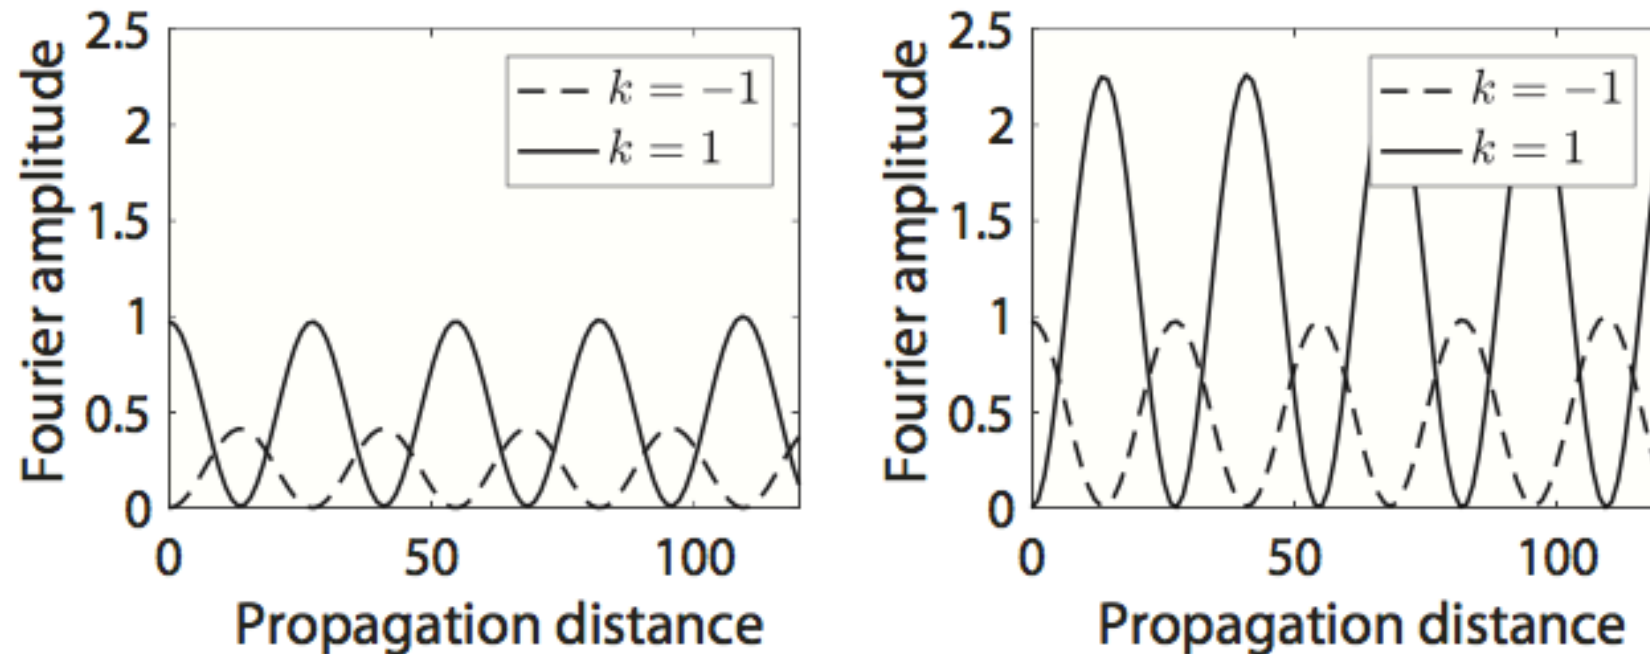 Fourier amplitude
2.5
2
1.5
1
0.5
0
k = −1
k = 1
0 50 100
Propagation distance
Fourier amplitude
2.5
2
1.5
1
0.5
0
k = −1
k = 1
0 50 100
Propagation distance